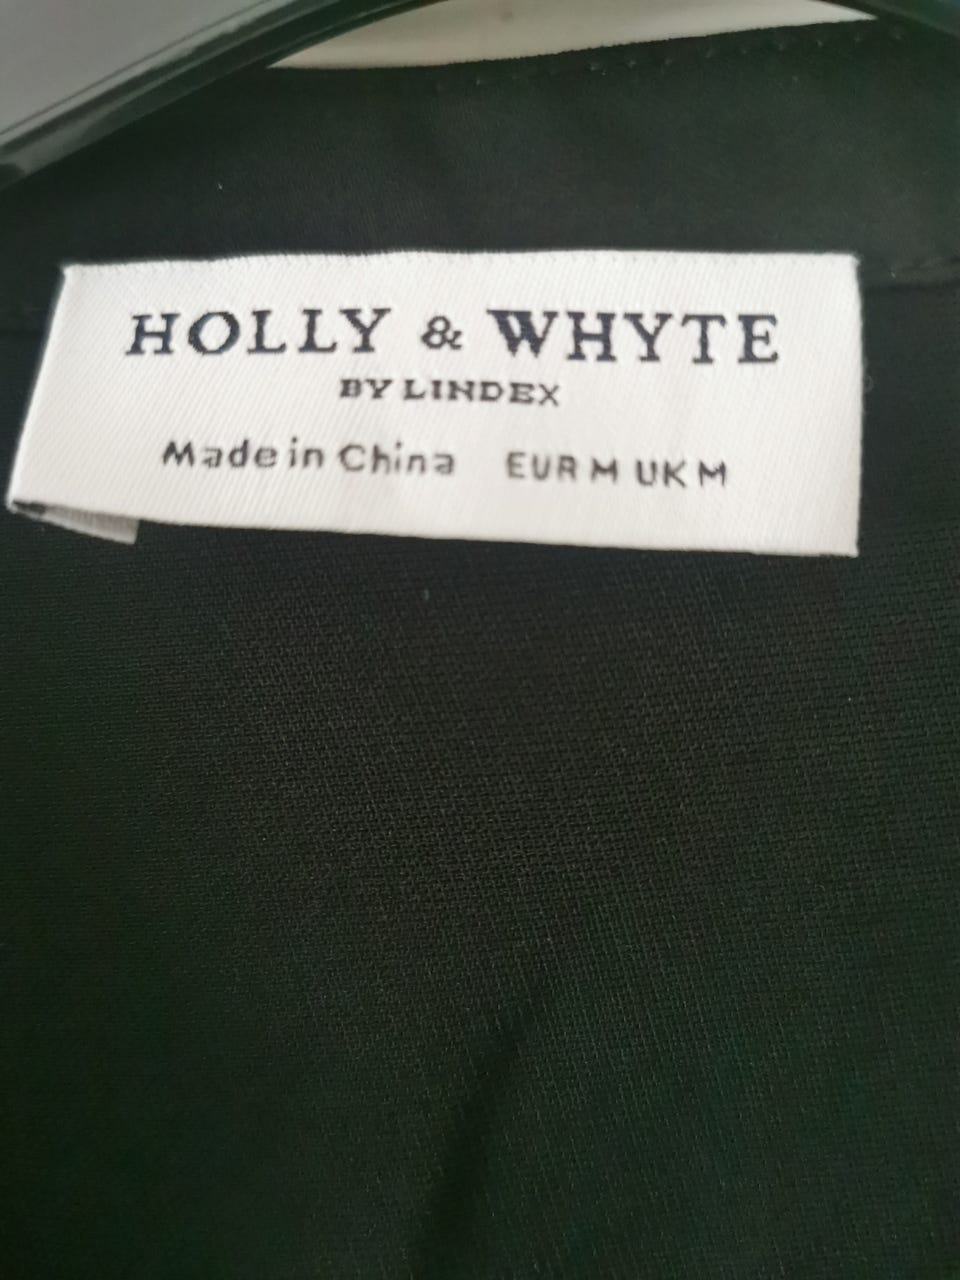 HOLLY & WHYTE
BY LINDEX
Made in China EUR M UK M